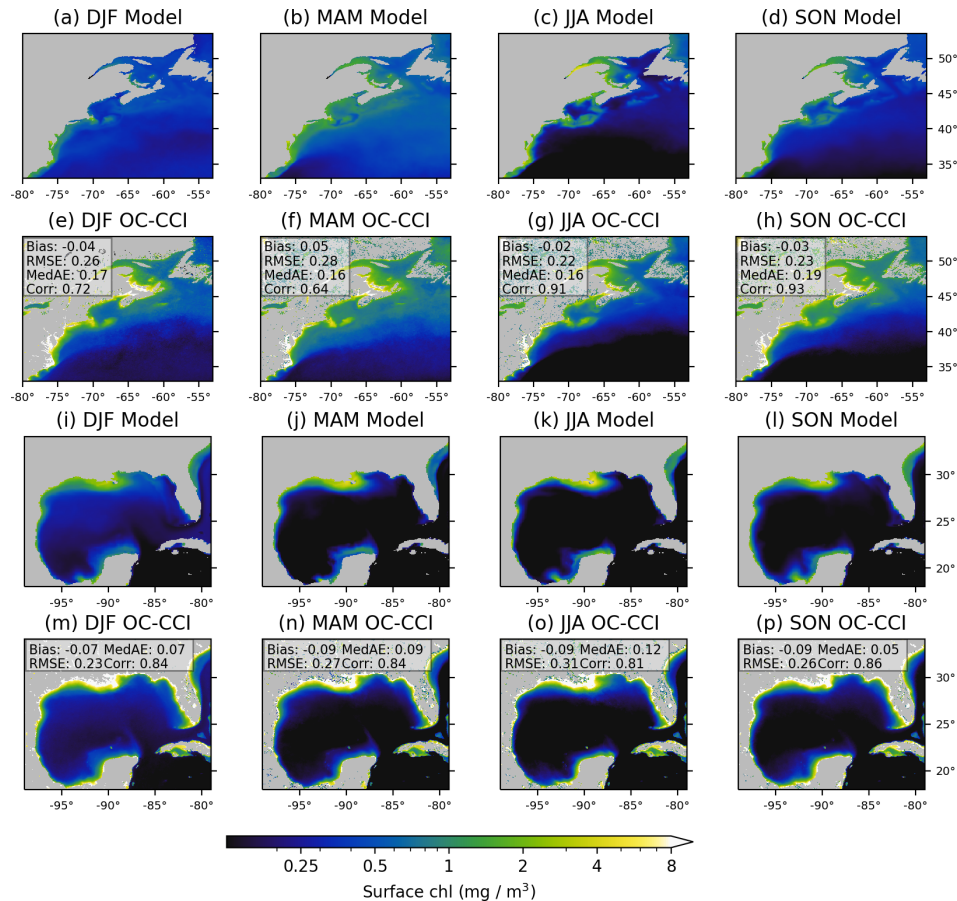 (a) DJF Model
(b) MAM Model
(c) JJA Model
(d) SON Model
50°
45°
40°
35°
-80° -75° -70° -65° -60° -55°
-80° -75° -70° -65° -60° -55°
-80° -75° -70° -65° -60° -55°
-80° -75° -70° -65° -60° -55°
(e) DJF OC-CCI
Bias: -0.04
RMSE: 0.26
MedAE: 0.17
Corr: 0.72
(f) MAM OC-CCI
Bias: 0.05
RMSE: 0.28
MedAE: 0.16
Corr: 0.64
(g) JJA OC-CCI
Bias: -0.02
RMSE: 0.22
MedAE: 0.16
Corr: 0.91
(h) SON OC-CCI
Bias: -0.03
RMSE: 0.23
MedAE: 0.19
Corr: 0.93
50°
45°
40°
35°
-80° -75° -70° -65° -60° -55°
-80° -75° -70° -65° -60° -55°
-80° -75° -70° -65° -60° -55°
-80° -75° -70° -65° -60° -55°
(i) DJF Model
(j) MAM Model
(k) JJA Model
(l) SON Model
30°
25°
20°
-95° -90° -85° -80°
-95° -90° -85° -80°
-95° -90° -85° -80°
-95° -90° -85° -80°
(m) DJF OC-CCI
Bias: -0.07 MedAE: 0.07
RMSE: 0.23 Corr: 0.84
(n) MAM OC-CCI
Bias: -0.09 MedAE: 0.09
RMSE: 0.27 Corr: 0.84
(o) JJA OC-CCI
Bias: -0.09 MedAE: 0.12
RMSE: 0.31 Corr: 0.81
(p) SON OC-CCI
Bias: -0.09 MedAE: 0.05
RMSE: 0.26 Corr: 0.86
30°
25°
20°
-95° -90° -85° -80°
-95° -90° -85° -80°
-95° -90° -85° -80°
-95° -90° -85° -80°
0.25 0.5 1 2 4 8
Surface chl (mg / m³)